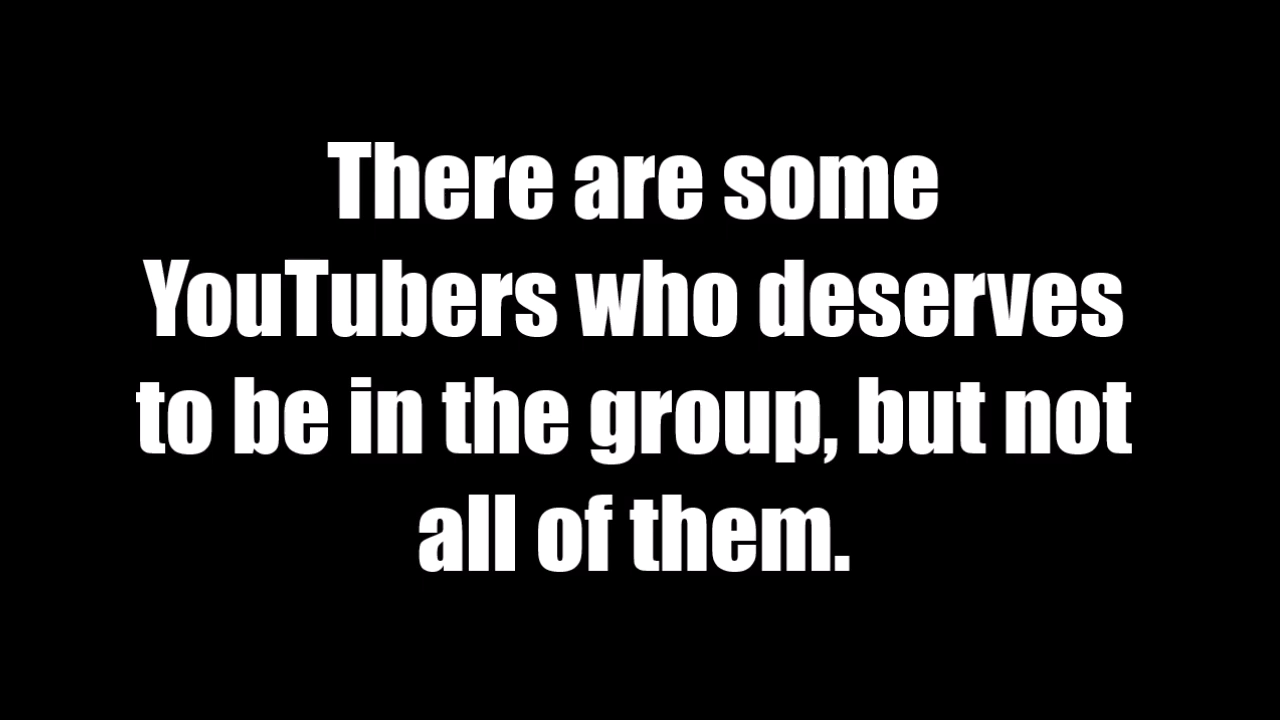 There are some
YouTubers who deserves
to be in the group, but not
all of them.